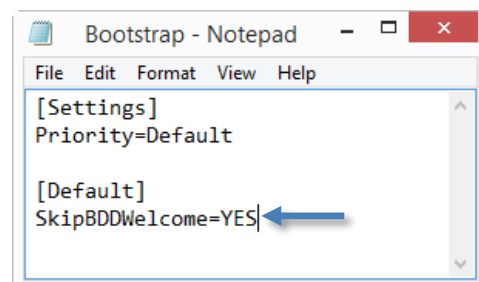 Bootstrap - Notepad
File Edit Format View Help
[Settings]
Priority=Default
[Default]
SkipBDDWelcome=YES